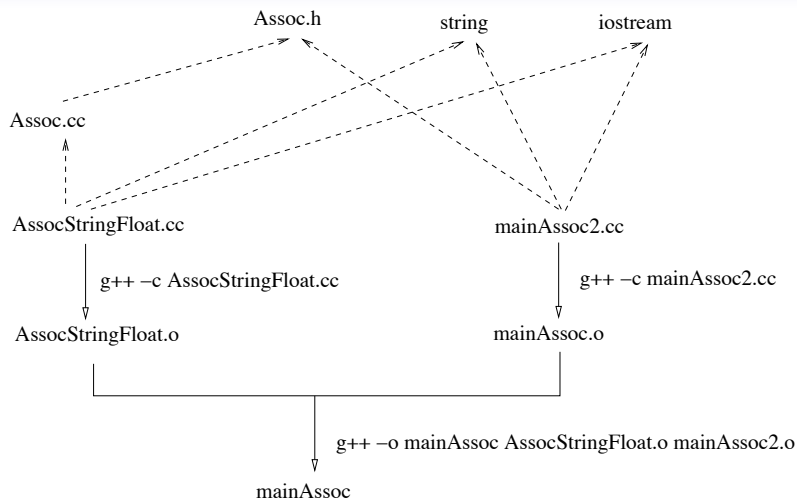 Assoc.h
string
iostream
Assoc.cc
AssocStringFloat.cc
mainAssoc2.cc
g++ −c AssocStringFloat.cc
g++ −c mainAssoc2.cc
AssocStringFloat.o
mainAssoc.o
g++ −o mainAssoc AssocStringFloat.o mainAssoc2.o
mainAssoc